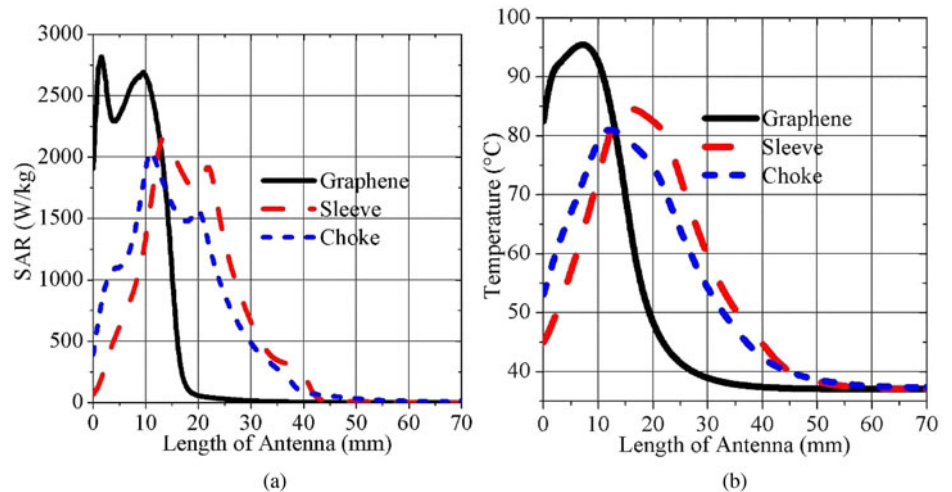 3000
2500
2000
1500
1000
500
0
SAR (W/kg)
Graphene
Sleeve
Choke
0 10 20 30 40 50 60 70
Length of Antenna (mm)
(a)
100
90
80
70
60
50
40
Temperature (°C)
Graphene
Sleeve
Choke
0 10 20 30 40 50 60 70
Length of Antenna (mm)
(b)